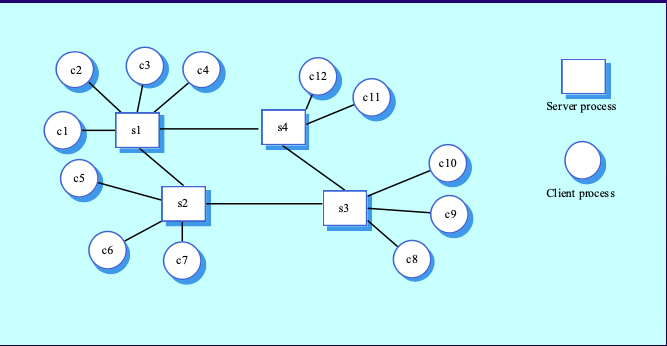 c2
c3
c4
c12
c11
c1
s1
s4
Server process
c10
c5
s2
s3
c9
Client process
c6
c7
c8